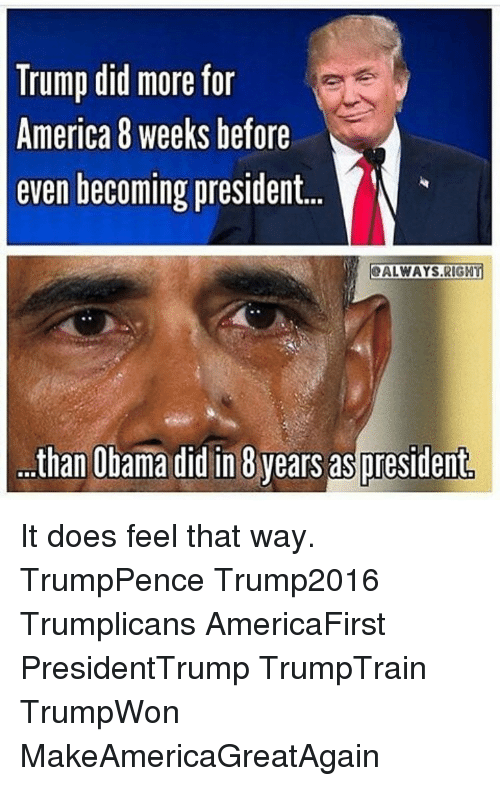 Trump did more for
America 8 weeks before
even becoming president...
@ALWAYS.RIGHT
...than Obama did in 8 years as president.
It does feel that way.
TrumpPence Trump2016
Trumplicans AmericaFirst
PresidentTrump TrumpTrain
TrumpWon
MakeAmericaGreatAgain